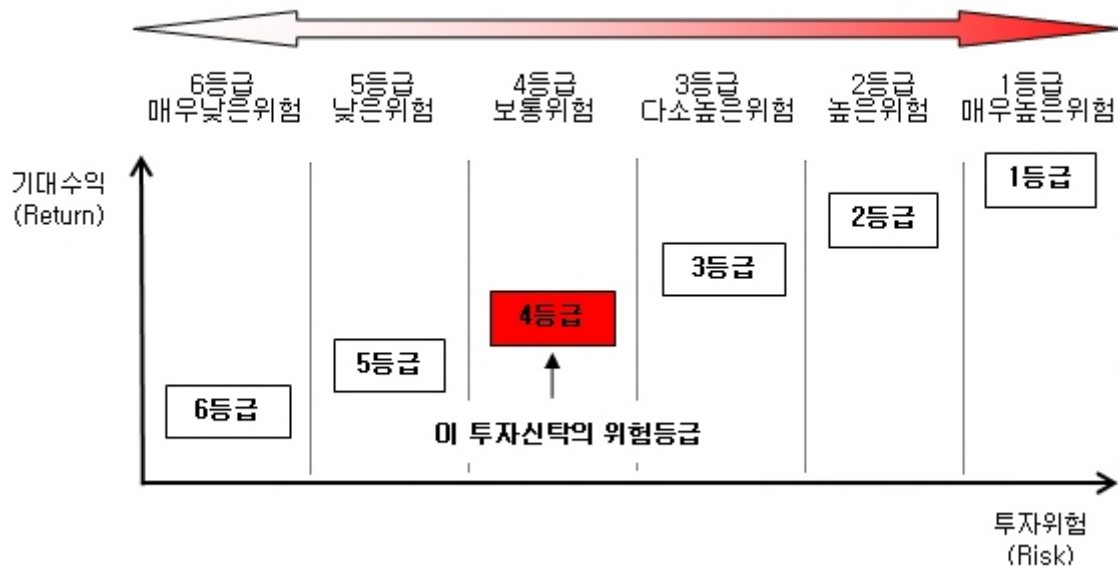 6등급 5등급 4등급 3등급 2등급 1등급
매우낮은위험 낮은위험 보통위험 다소높은위험 높은위험 매우높은위험
기대수익
(Return)
1등급
2등급
3등급
4등급
5등급
6등급
이 투자신탁의 위험등급
투자위험
(Risk)